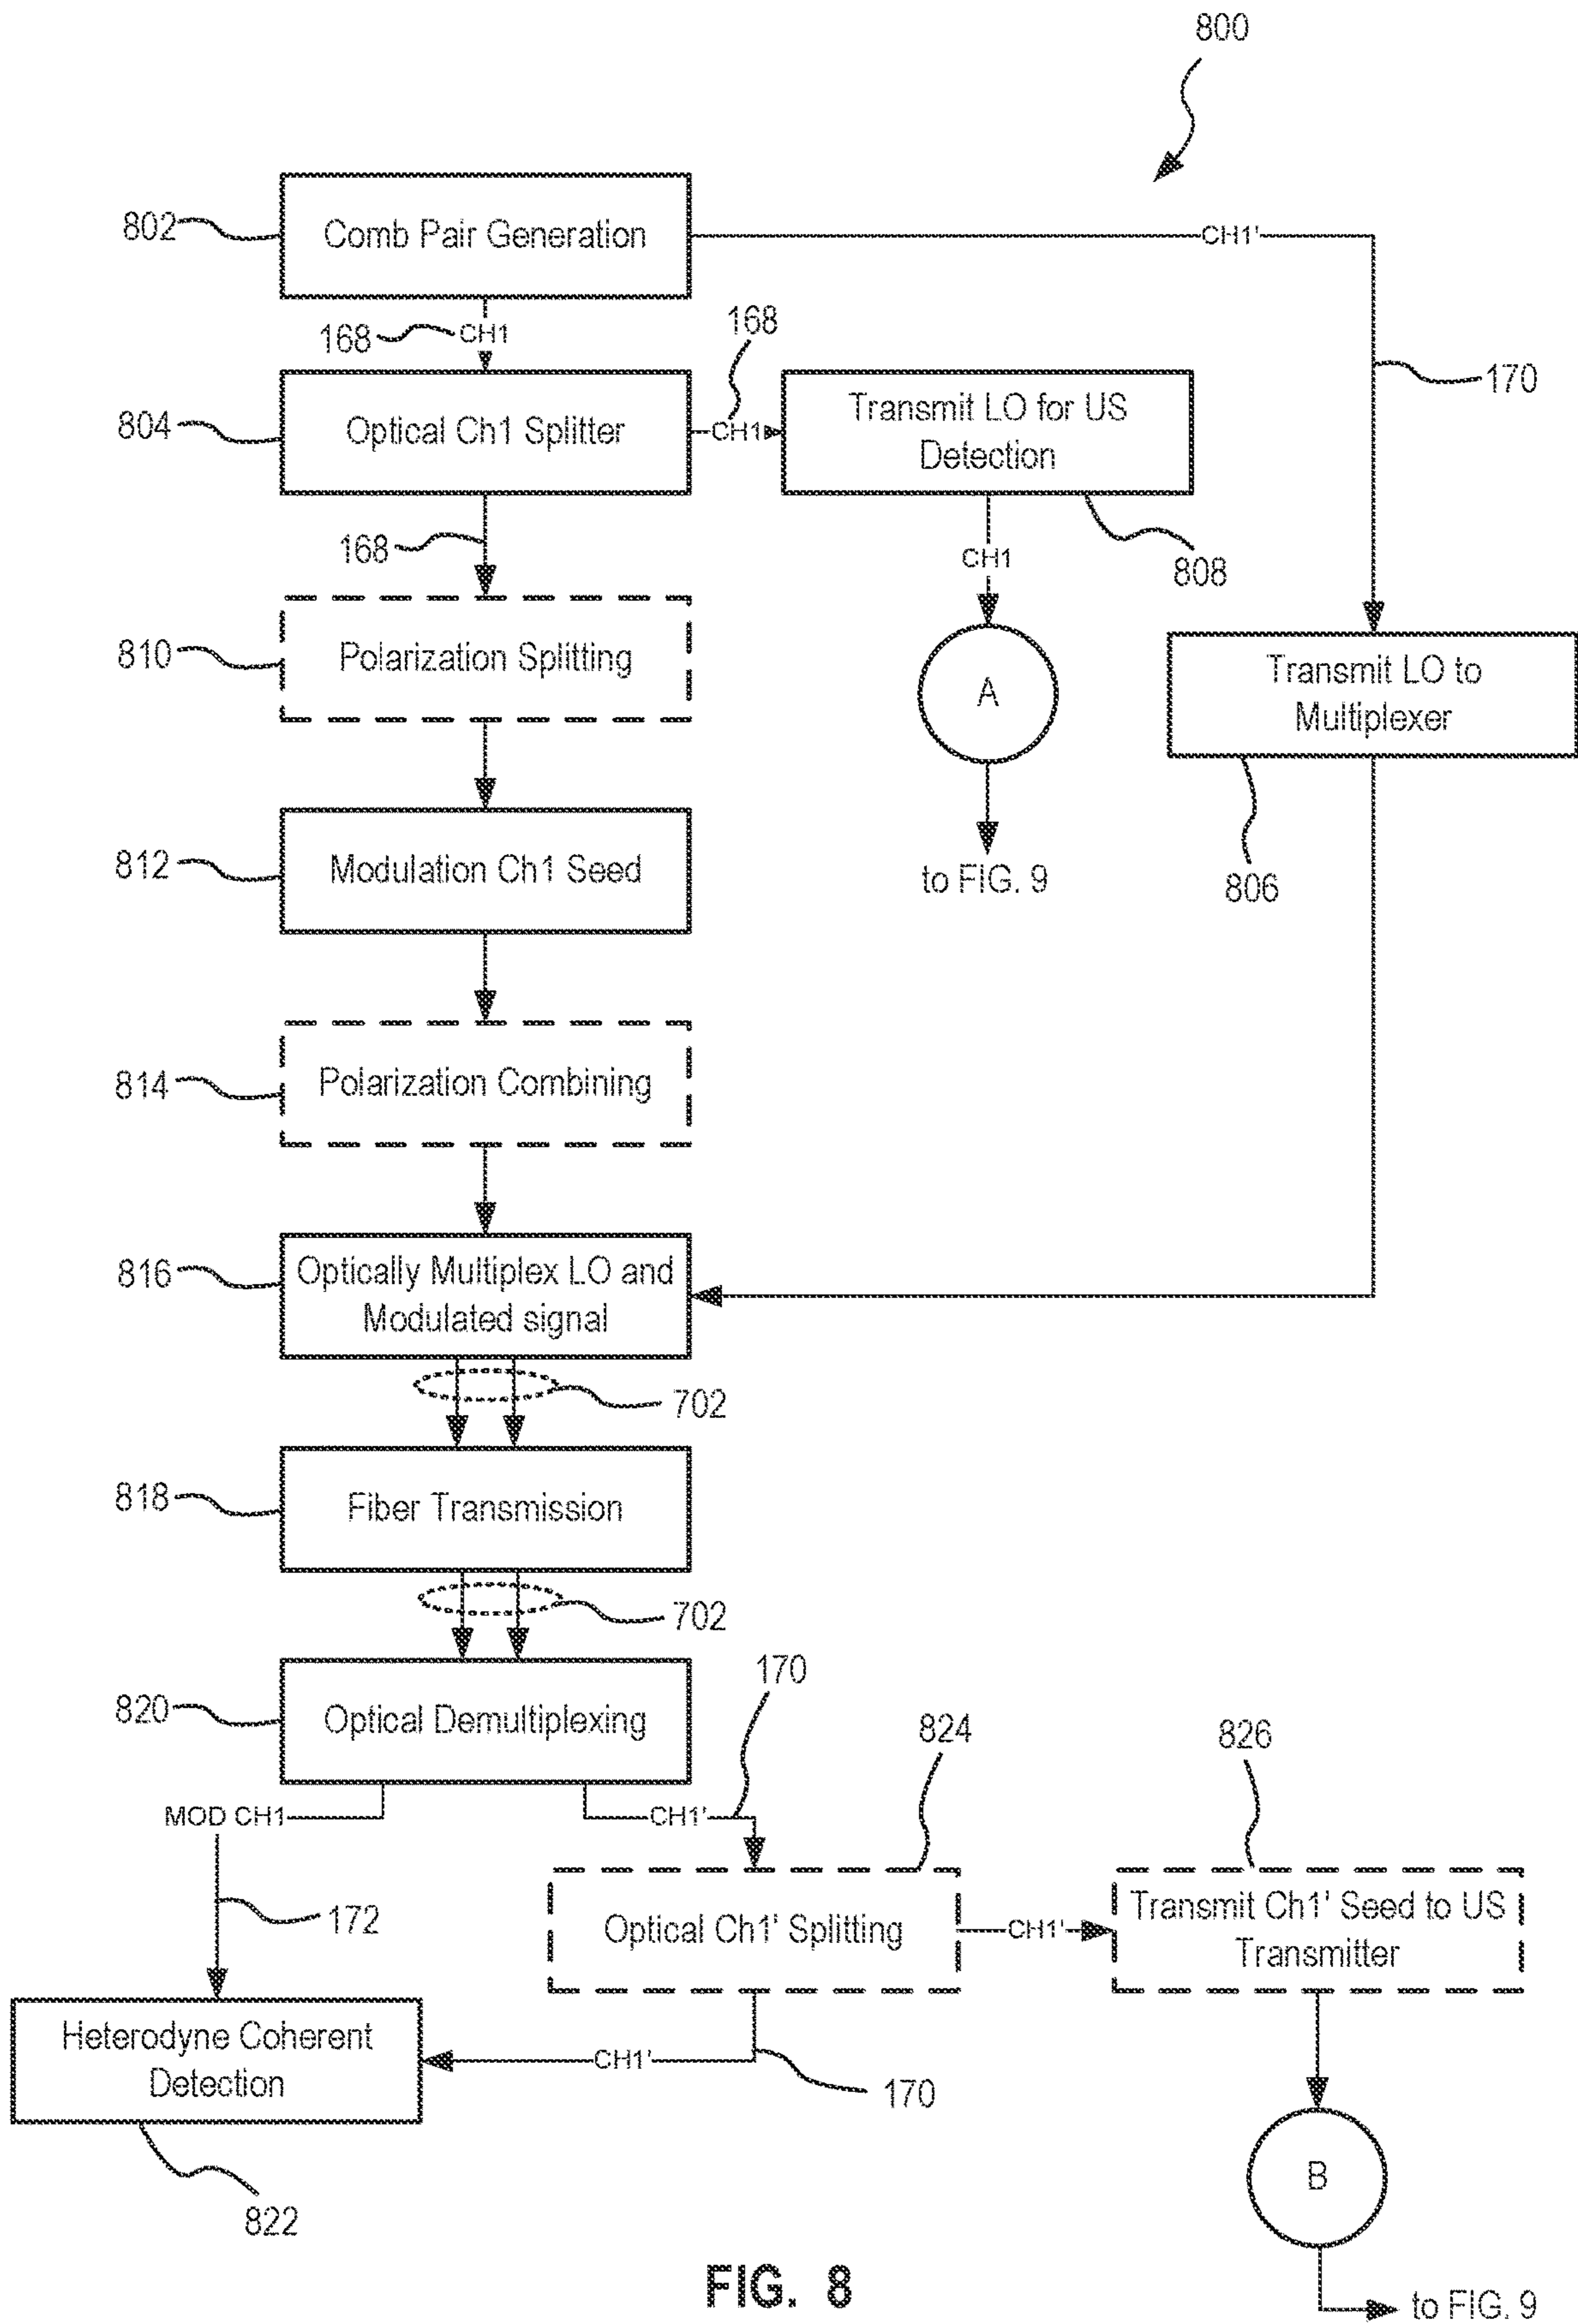 800
802
Comb Pair Generation
CH1'
168
CH1
168
170
804
Optical Ch1 Splitter
CH1
Transmit LO for US
Detection
168
CH1
808
810
Polarization Splitting
A
Transmit LO to
Multiplexer
812
Modulation Ch1 Seed
to FIG. 9
806
814
Polarization Combining
816
Optically Multiplex LO and
Modulated signal
702
818
Fiber Transmission
702
820
Optical Demultiplexing
170
824
826
MOD CH1
CH1'
172
Optical Ch1' Splitting
CH1'
Transmit Ch1' Seed to US
Transmitter
Heterodyne Coherent
Detection
CH1'
170
822
B
FIG. 8
to FIG. 9